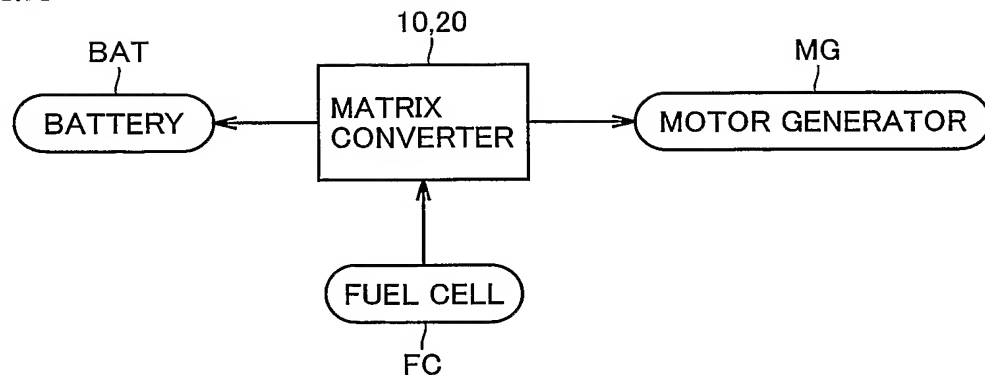 10,20
BAT
MG
BATTERY
MATRIX
CONVERTER
MOTOR GENERATOR
FUEL CELL
FC